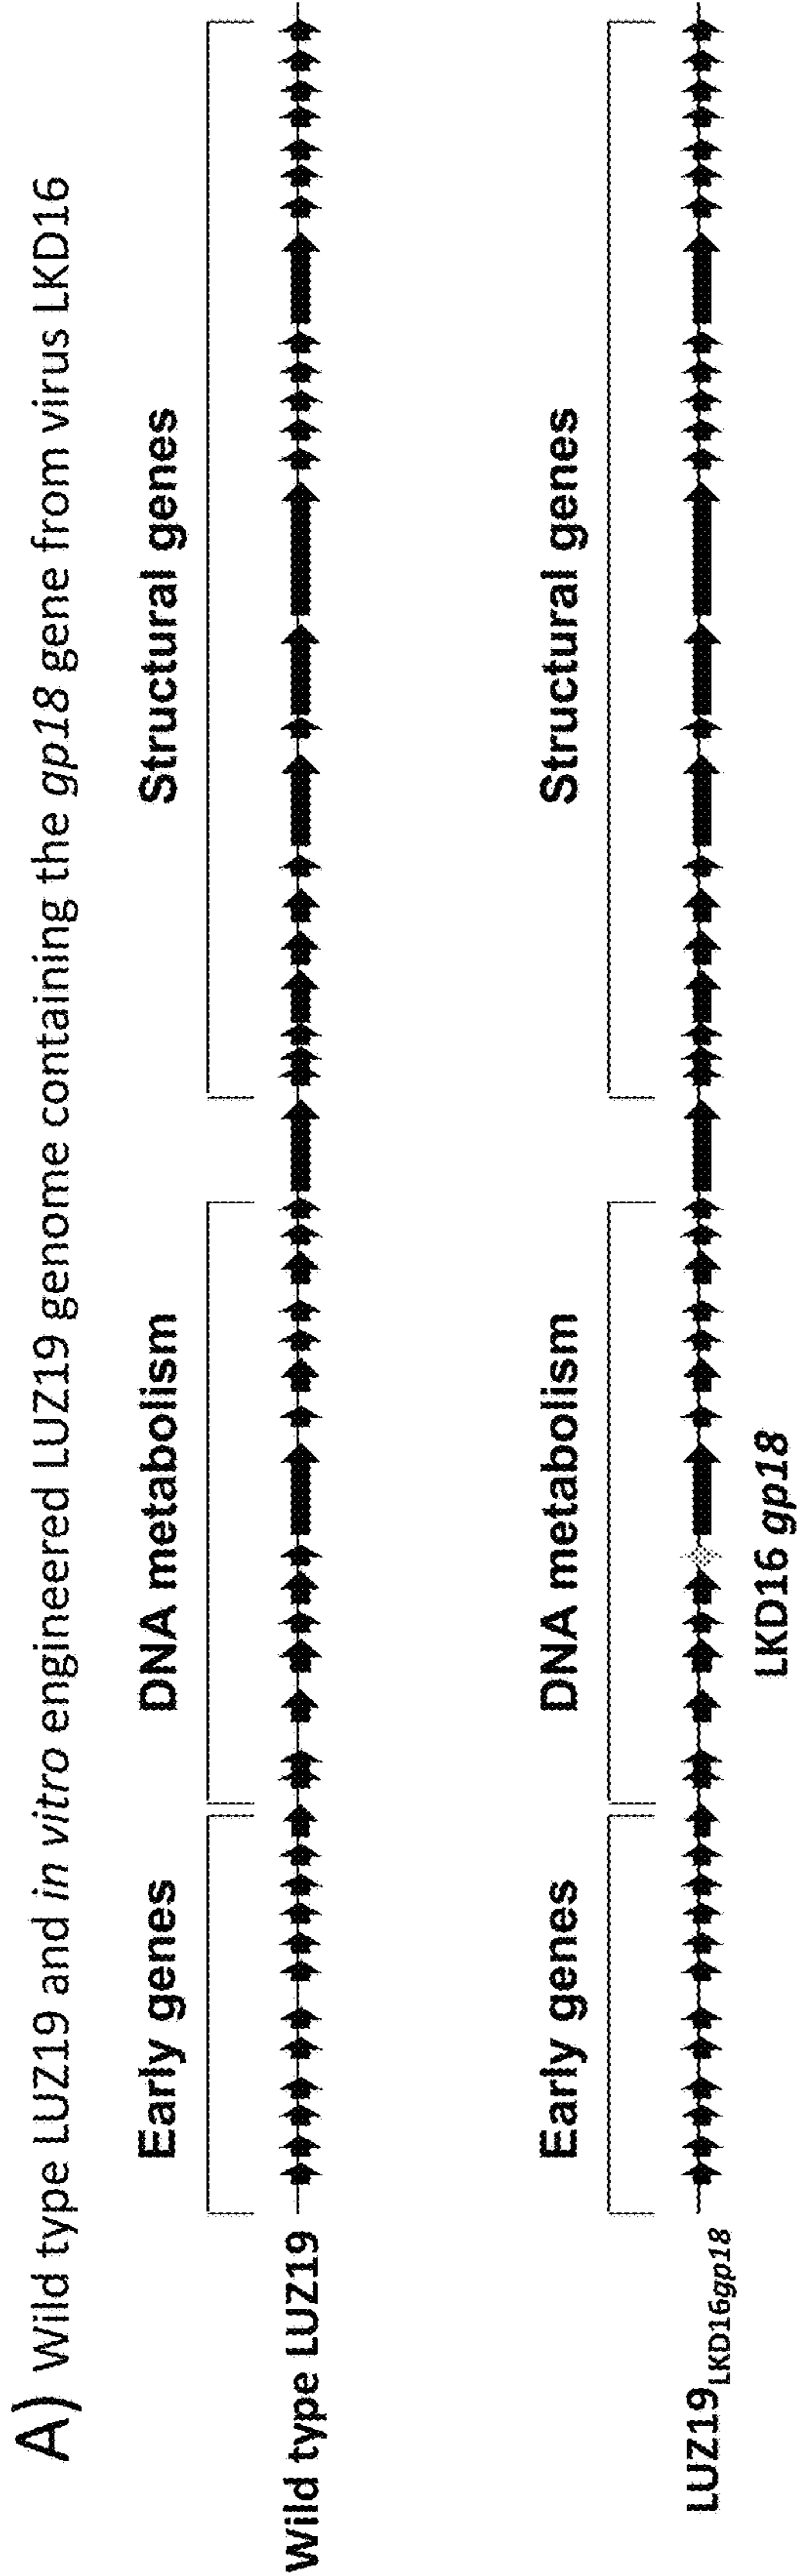 A) Wild type LUZ19 and in vitro engineered LUZ19 genome containing the gp18 gene from virus LKD16
Early genes DNA metabolism Structural genes
Wild type LUZ19
Early genes DNA metabolism Structural genes
LUZ19LKD16gp18
LKD16 gp18